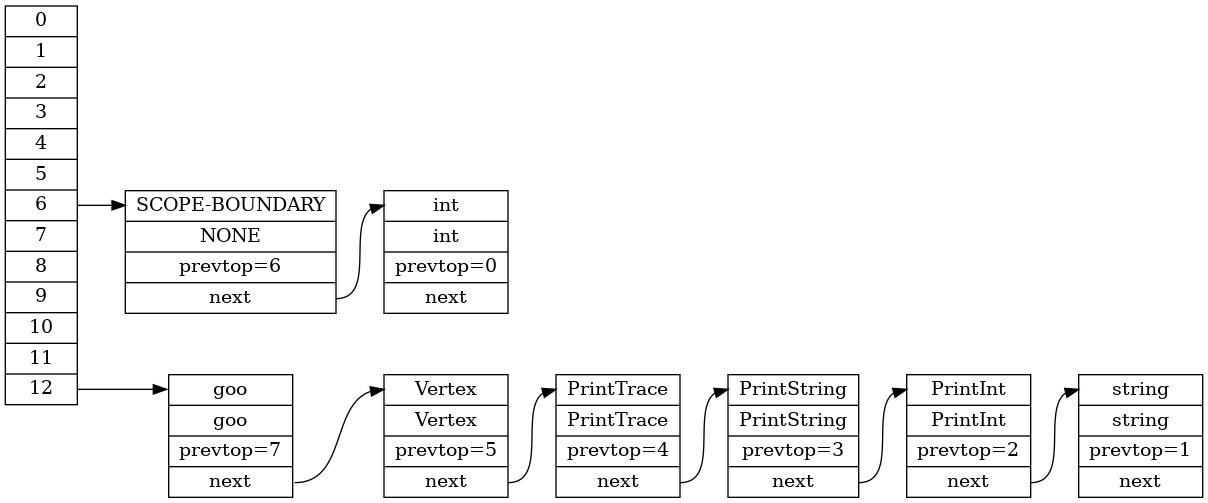 0
1
2
3
4
5
6
7
8
9
10
11
12
SCOPE-BOUNDARY
NONE
prevtop=6
next
int
int
prevtop=0
next
goo
goo
prevtop=7
next
Vertex
Vertex
prevtop=5
next
PrintTrace
PrintTrace
prevtop=4
next
PrintString
PrintString
prevtop=3
next
PrintInt
PrintInt
prevtop=2
next
string
string
prevtop=1
next